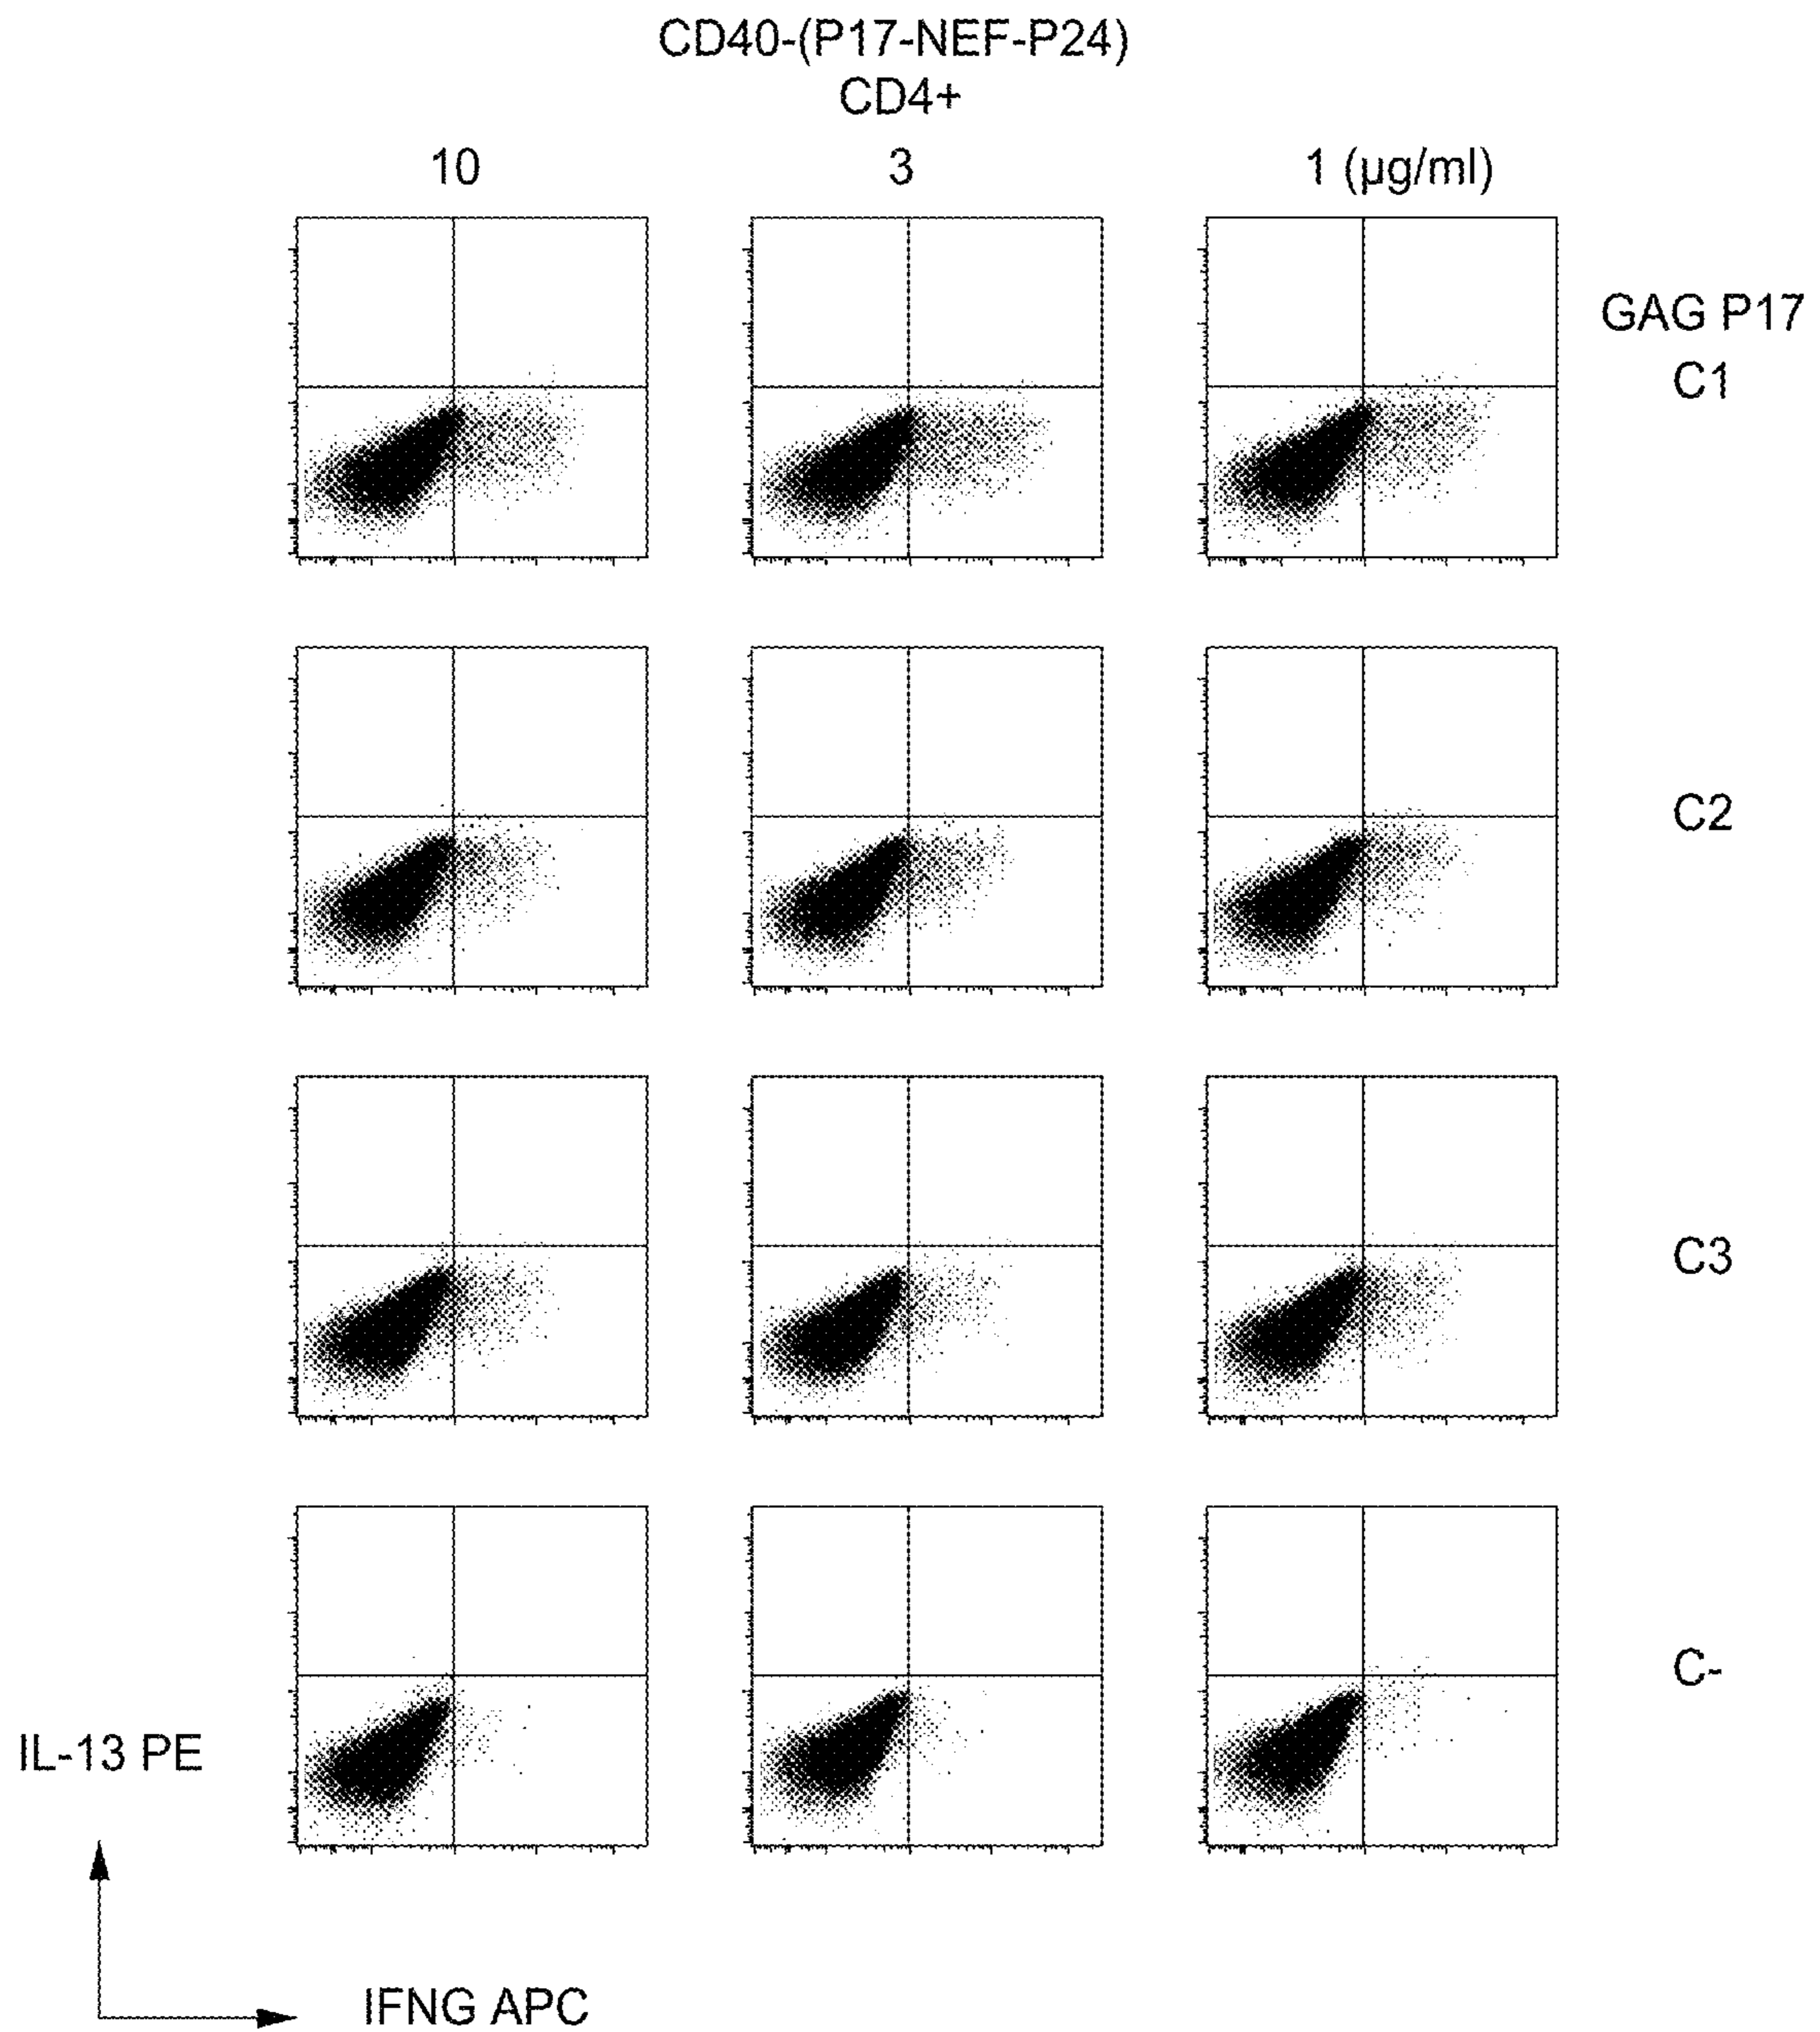 CD40-(P17-NEF-P24)
CD4+
10 3 1 (µg/ml)
GAG P17
C1
C2
C3
C-
IL-13 PE
IFNG APC